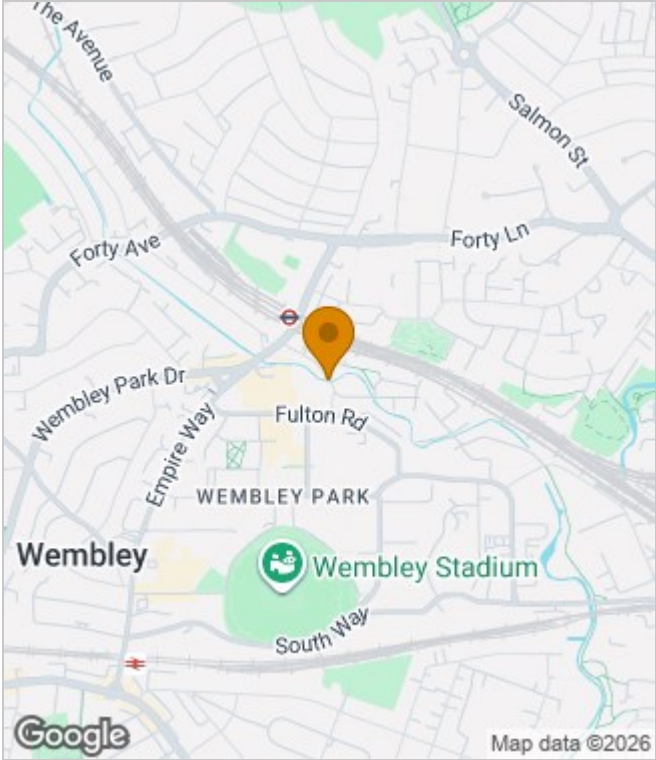 The Avenue
Salmon St
Forty Ave
Forty Ln
Wembley Park Dr
Empire Way
Fulton Rd
WEMBLEY PARK
Wembley
Wembley Stadium
South Way
Google
Map data ©2026